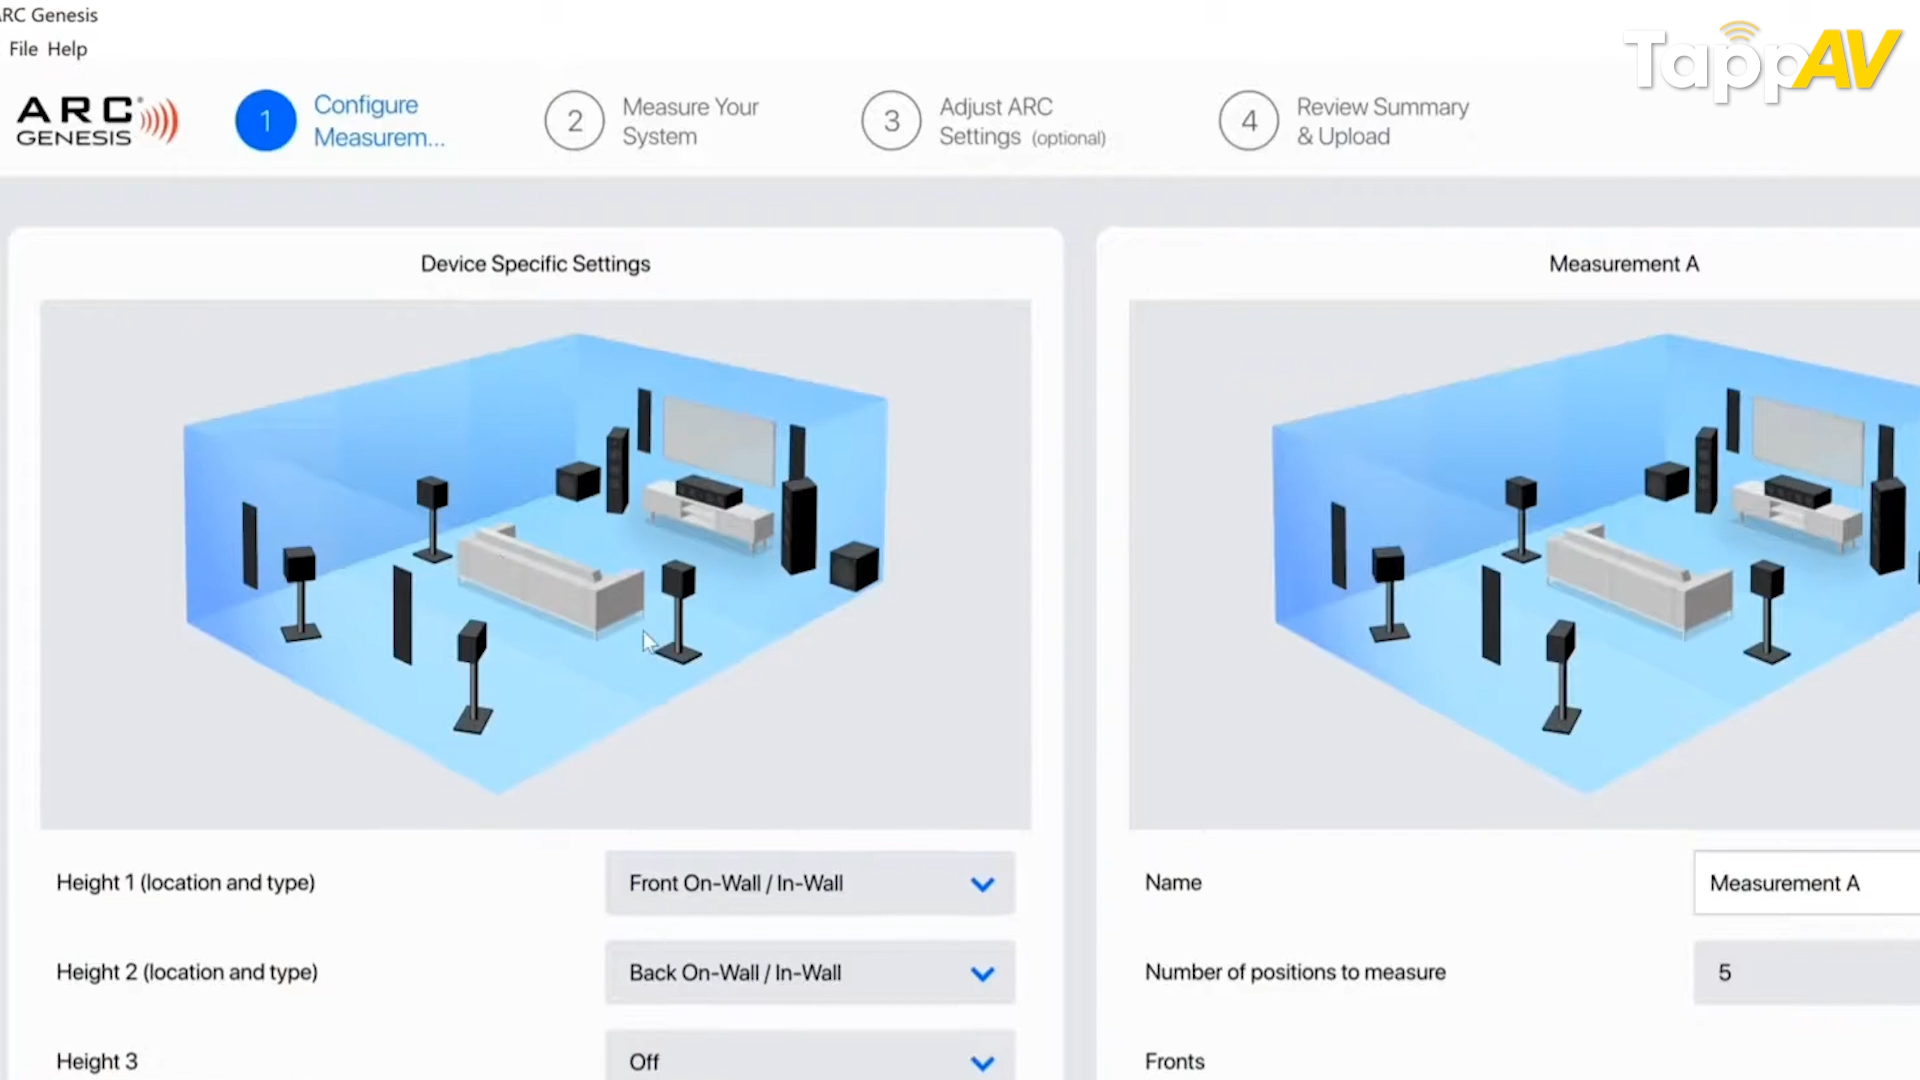 ARC Genesis
File Help
TappAV
ARC
GENESIS
1
Configure
Measurem...
2
Measure Your
System
3
Adjust ARC
Settings (optional)
4
Review Summary
& Upload
Device Specific Settings
Height 1 (location and type)
Front On-Wall / In-Wall
Height 2 (location and type)
Back On-Wall / In-Wall
Height 3
Off
Measurement A
Name
Measurement A
Number of positions to measure
5
Fronts